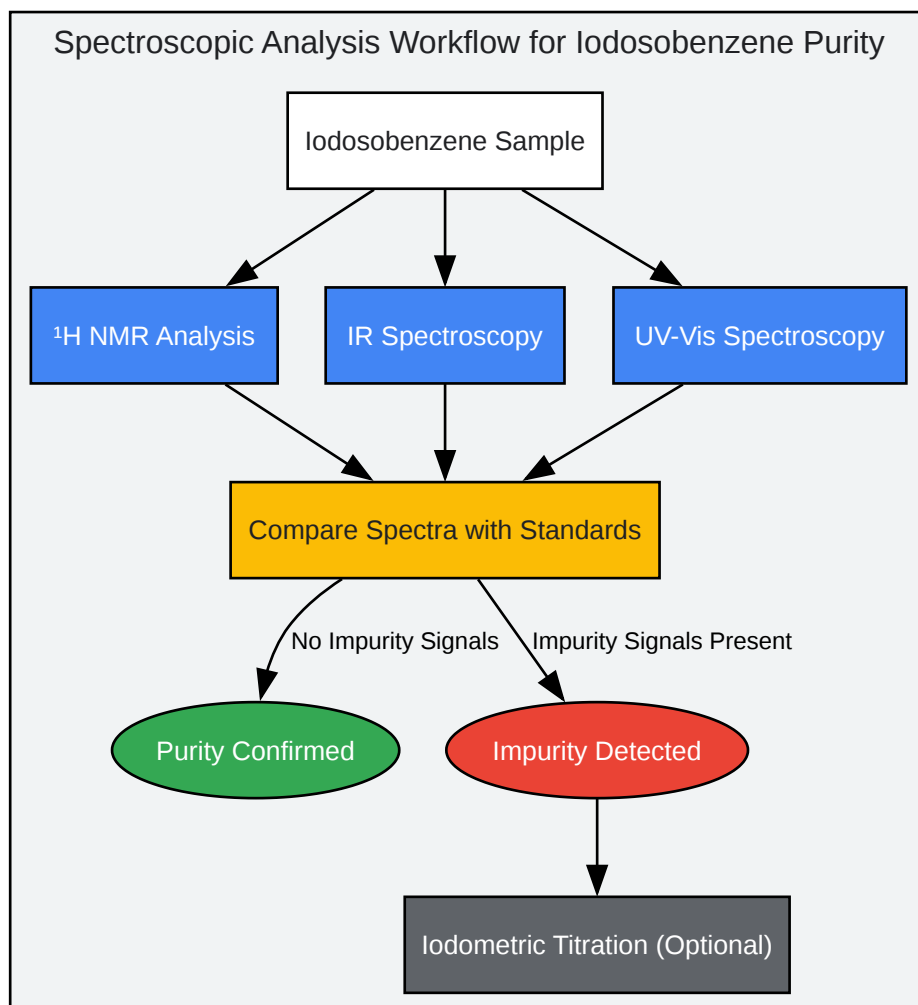 Spectroscopic Analysis Workflow for Iodosobenzene Purity
Iodosobenzene Sample
¹H NMR Analysis
IR Spectroscopy
UV-Vis Spectroscopy
Compare Spectra with Standards
No Impurity Signals
Impurity Signals Present
Purity Confirmed
Impurity Detected
Iodometric Titration (Optional)